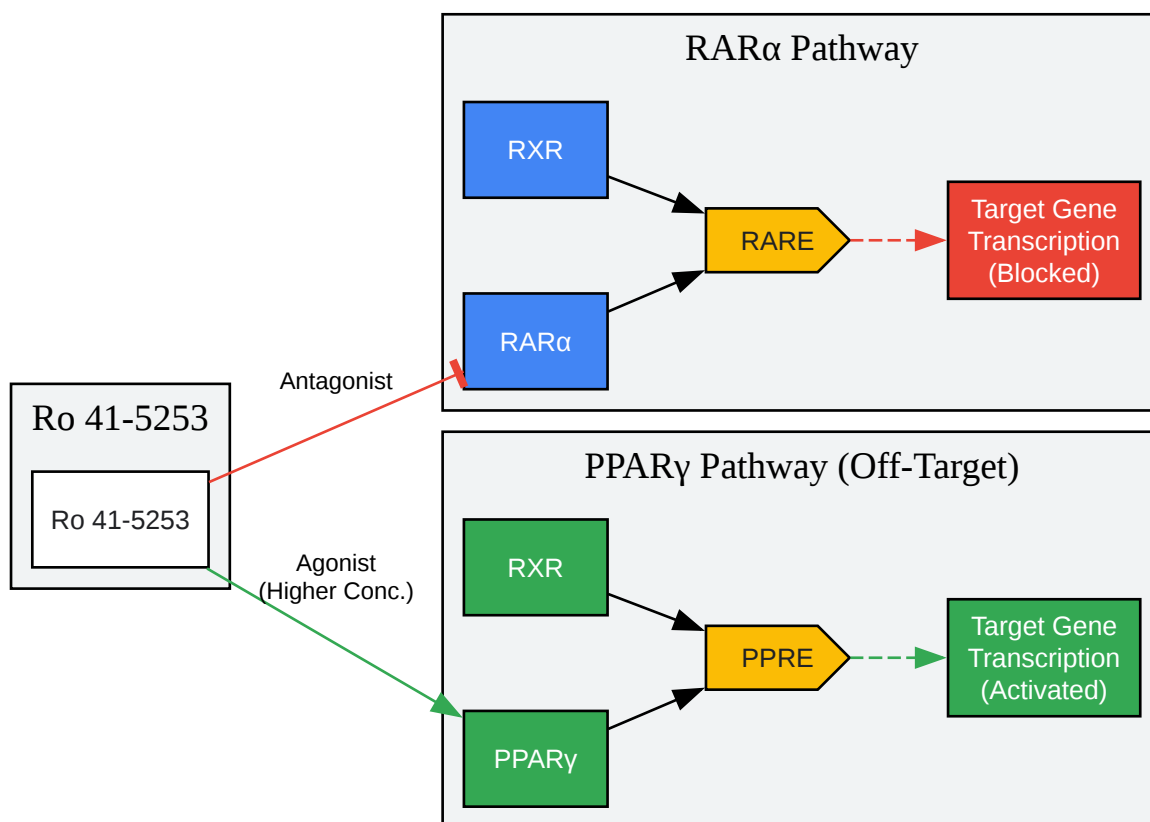 RARα Pathway
RXR
RARE
Target Gene
Transcription
(Blocked)
RARα
Antagonist
Ro 41-5253
Ro 41-5253
Agonist
(Higher Conc.)
PPARγ Pathway (Off-Target)
RXR
PPRE
Target Gene
Transcription
(Activated)
PPARγ